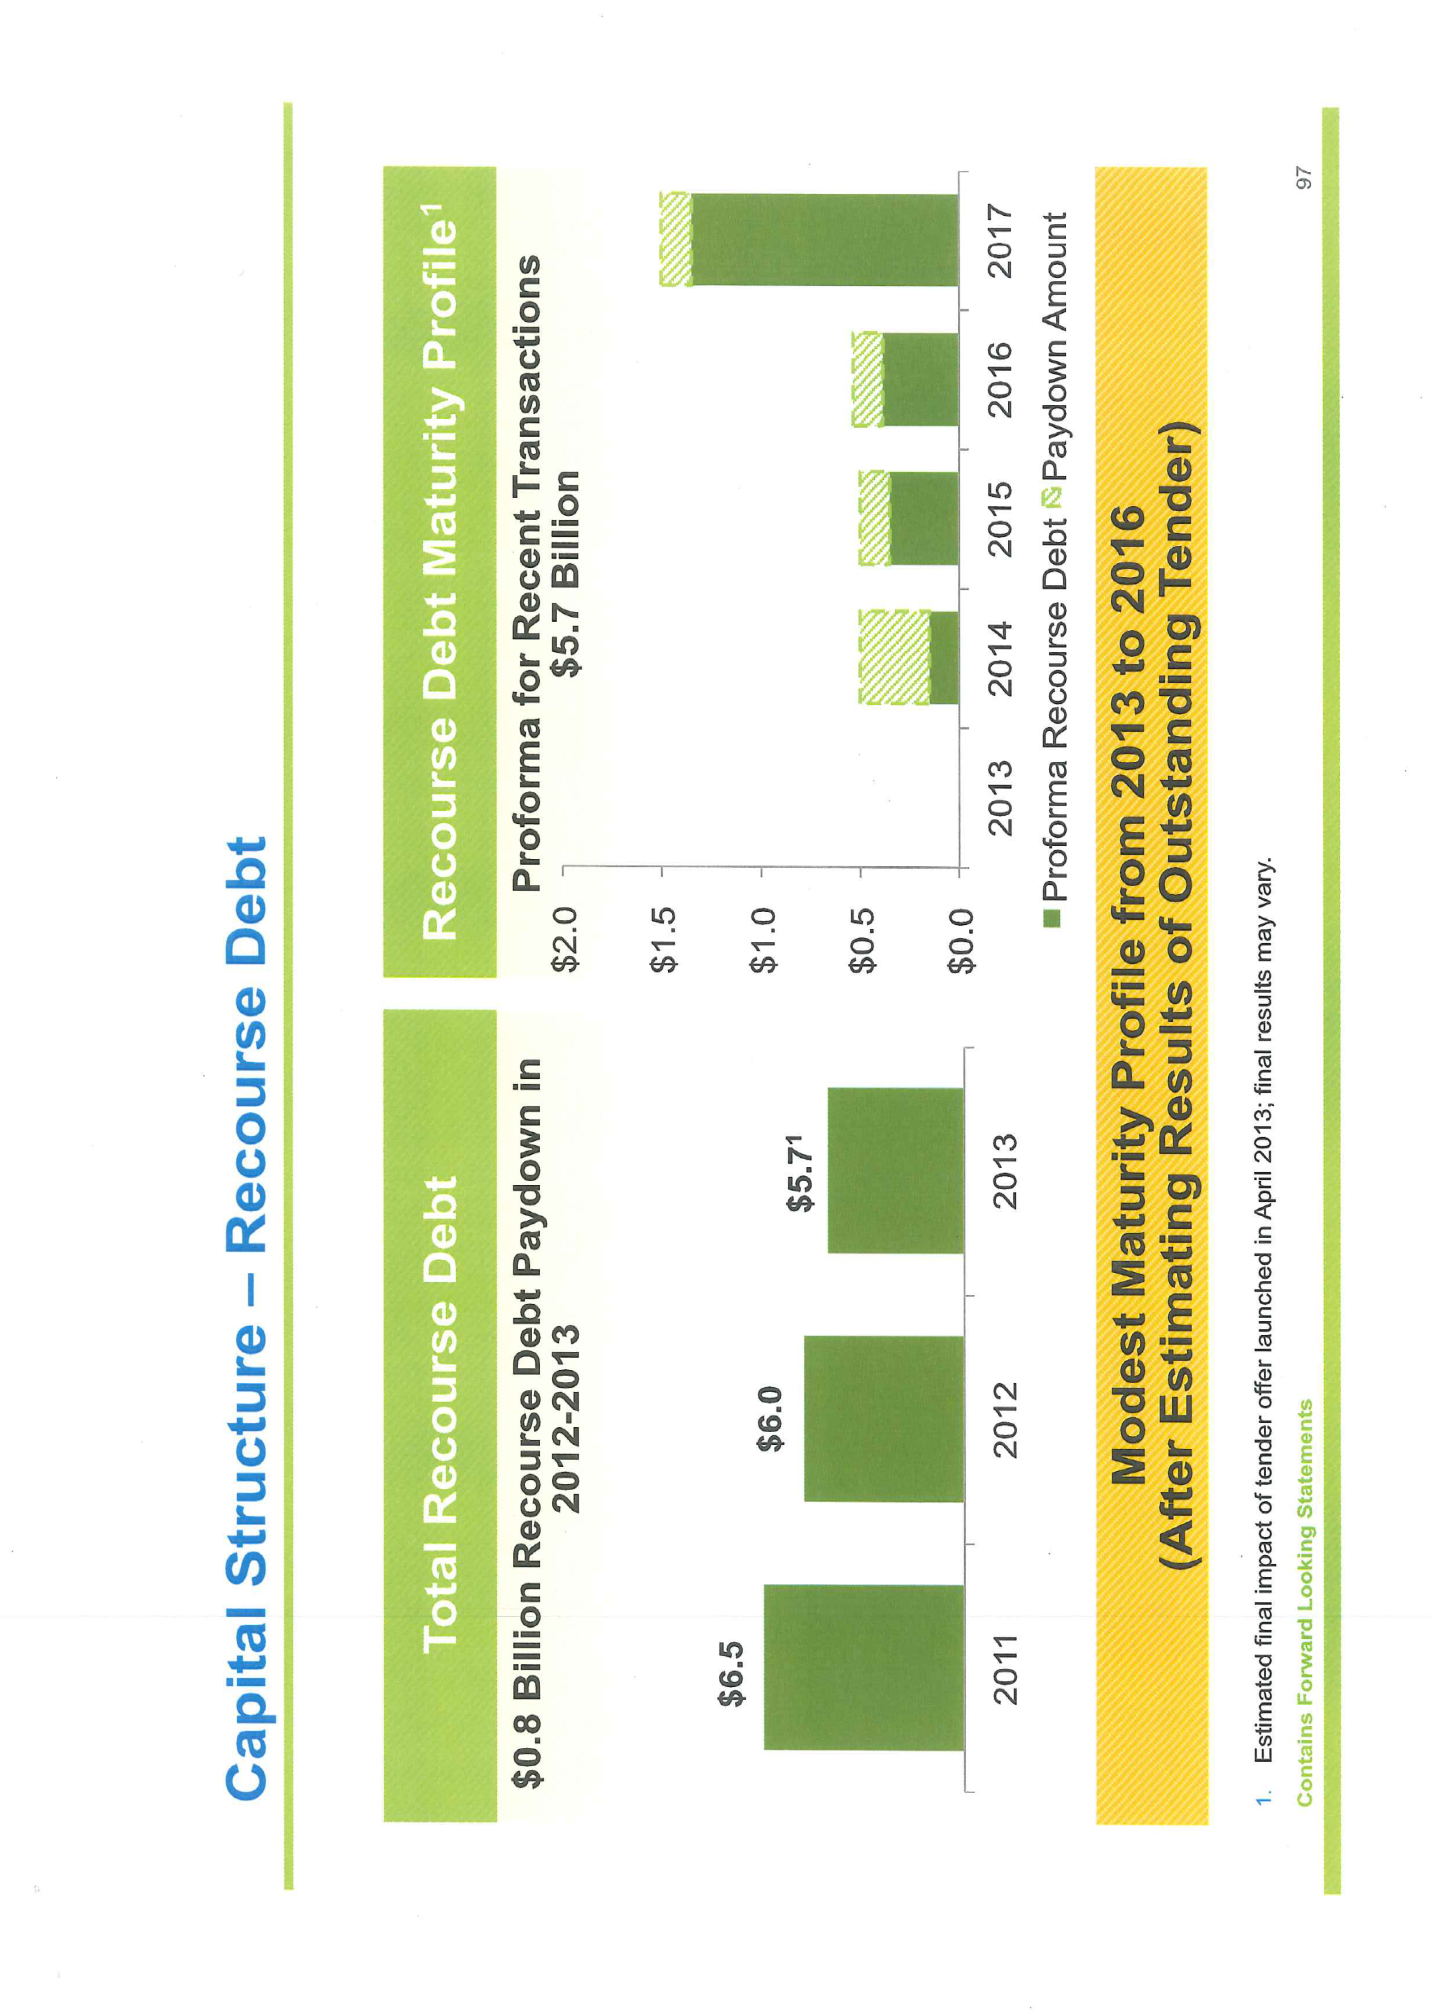 Capital Structure – Recourse Debt
Total Recourse Debt
$0.8 Billion Recourse Debt Paydown in
2012-2013
$6.5
$6.0
$5.7¹
2011
2012
2013
Recourse Debt Maturity Profile¹
Proforma for Recent Transactions
$5.7 Billion
$2.0
$1.5
$1.0
$0.5
$0.0
2013
2014
2015
2016
2017
Proforma Recourse Debt
Paydown Amount
Modest Maturity Profile from 2013 to 2016
(After Estimating Results of Outstanding Tender)
1. Estimated final impact of tender offer launched in April 2013; final results may vary.
Contains Forward Looking Statements
97